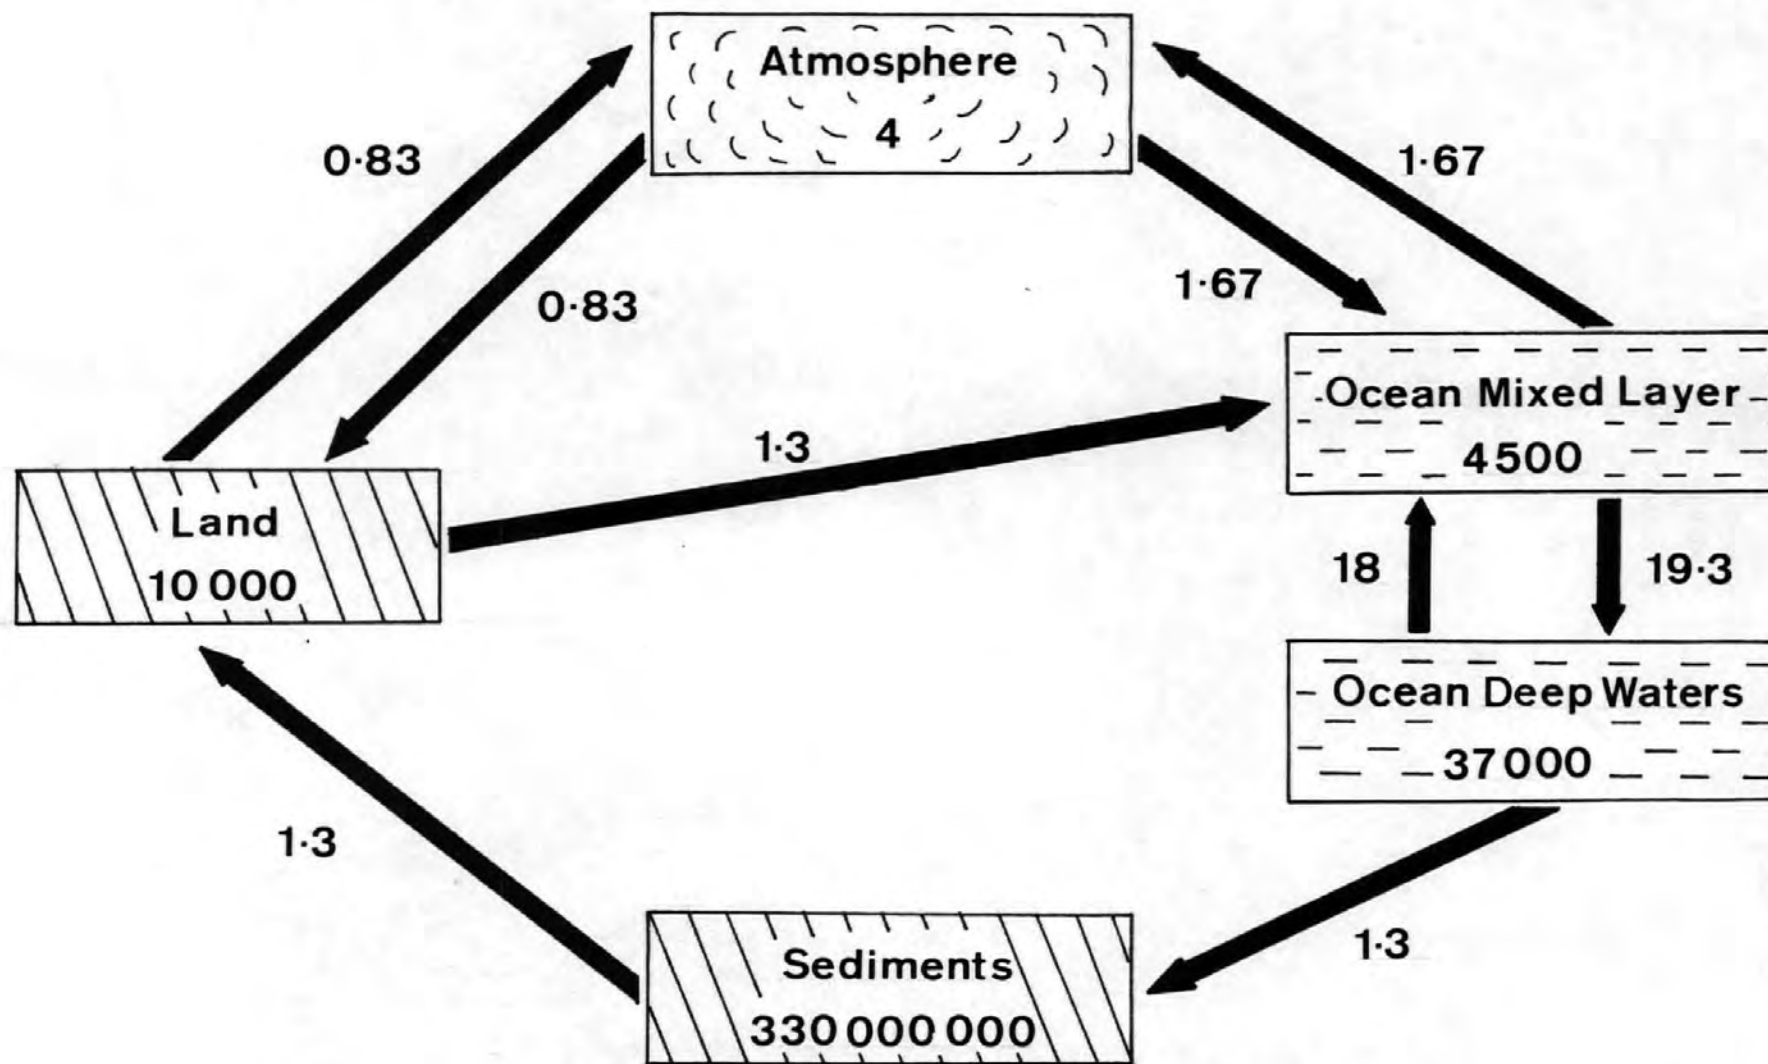 Atmosphere
4
0·83
1·67
0·83
1·67
Ocean Mixed Layer
4500
1·3
Land
10 000
18
19·3
Ocean Deep Waters
37000
1·3
1·3
Sediments
330 000 000